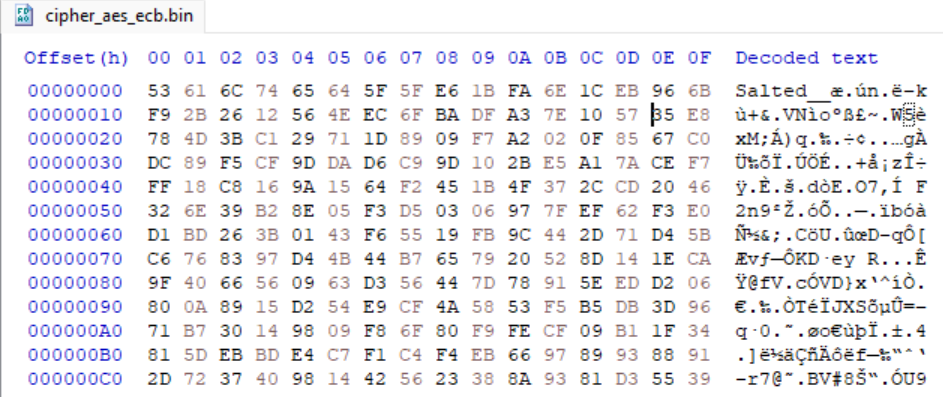 cipher_aes_ecb.bin
Offset(h) 00 01 02 03 04 05 06 07 08 09 0A 0B 0C 0D 0E 0F Decoded text
00000000 53 61 6C 74 65 64 5F 5F E6 1B FA 6E 1C EB 96 6B Salted__æ.ún.ë–k
00000010 F9 2B 26 12 56 4E EC 6F BA DF A3 7E 10 57 35 E8 ù+&.VNìoºß£~.W5è
00000020 78 4D 3B C1 29 71 1D 89 09 F7 A2 02 0F 85 67 C0 xM;Á)q.‰.÷¢..…gÀ
00000030 DC 89 F5 CF 9D DA D6 C9 9D 10 2B E5 A1 7A CE F7 Ü‰õÏ.ÚÖÉ..+å¡zÎ÷
00000040 FF 18 C8 16 9A 15 64 F2 45 1B 4F 37 2C CD 20 46 ÿ.È.š.dòE.O7,Í F
00000050 32 6E 39 B2 8E 05 F3 D5 03 06 97 7F EF 62 F3 E0 2n9²Ž.óÕ..—.ïbóà
00000060 D1 BD 26 3B 01 43 F6 55 19 FB 9C 44 2D 71 D4 5B Ñ½&;.CöU.ûœD-qÔ[
00000070 C6 76 83 97 D4 4B 44 B7 65 79 20 52 8D 14 1E CA Ævƒ—ÔKD·ey R...Ê
00000080 9F 40 66 56 09 63 D3 56 44 7D 78 91 5E ED D2 06 Ÿ@fV.cÓVD}x‘^íÒ.
00000090 80 0A 89 15 D2 54 E9 CF 4A 58 53 F5 B5 DB 3D 96 €.‰.ÒTéÏJXSõµÛ=–
000000A0 71 B7 30 14 98 09 F8 6F 80 F9 FE CF 09 B1 1F 34 q·0.˜.øo€ùþÏ.±.4
000000B0 81 5D EB BD E4 C7 F1 C4 F4 EB 66 97 89 93 88 91 .]ë½äÇñÄôëf—‰“ˆ‘
000000C0 2D 72 37 40 98 14 42 56 23 38 8A 93 81 D3 55 39 -r7@˜.BV#8Š“.ÓU9